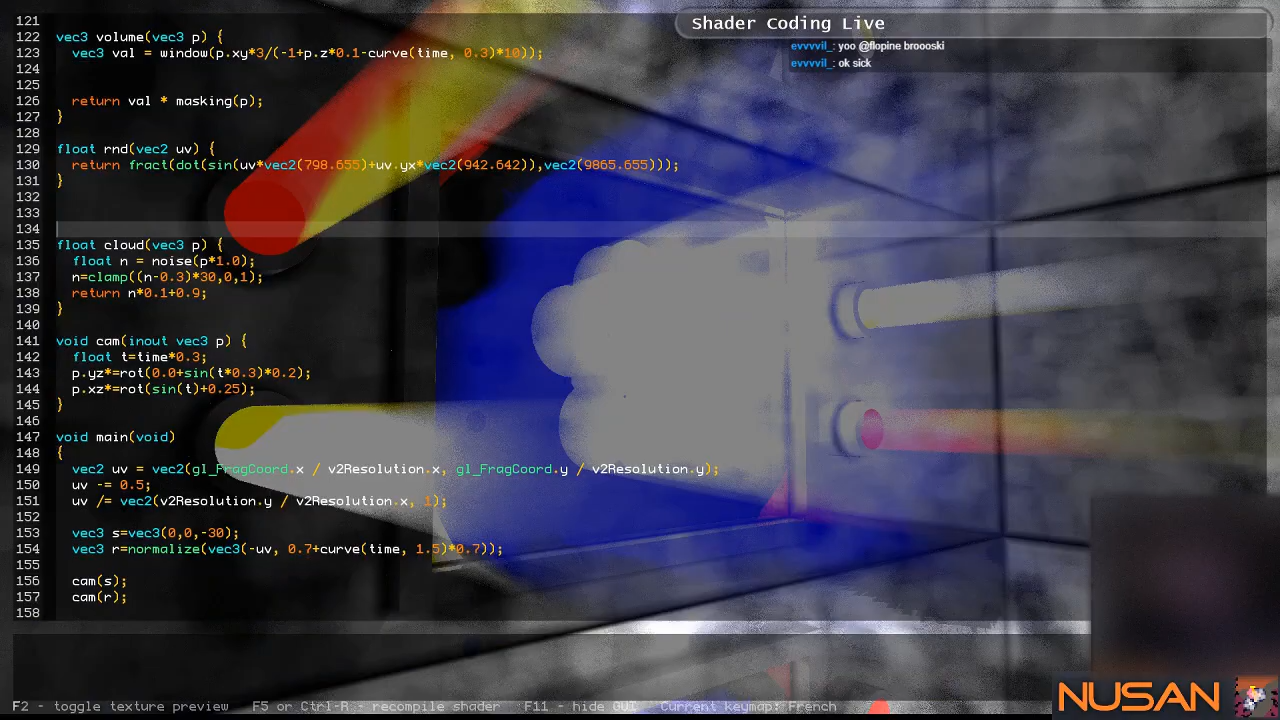 Shader Coding Live
evvvvil_: yoo @flopine broooski
evvvvil_: ok sick
121
122 vec3 volume(vec3 p) {
123   vec3 val = window(p.xy*3/(-1+p.z*0.1-curve(time, 0.3)*10));
124
125
126   return val * masking(p);
127 }
128
129 float rnd(vec2 uv) {
130   return fract(dot(sin(uv*vec2(798.655)+uv.yx*vec2(942.642)),vec2(9865.655)));
131 }
132
133
134
135 float cloud(vec3 p) {
136   float n = noise(p*1.0);
137   n=clamp((n-0.3)*30,0,1);
138   return n*0.1+0.9;
139 }
140
141 void cam(inout vec3 p) {
142   float t=time*0.3;
143   p.yz*=rot(0.0+sin(t*0.3)*0.2);
144   p.xz*=rot(sin(t)+0.25);
145 }
146
147 void main(void)
148 {
149   vec2 uv = vec2(gl_FragCoord.x / v2Resolution.x, gl_FragCoord.y / v2Resolution.y);
150   uv -= 0.5;
151   uv /= vec2(v2Resolution.y / v2Resolution.x, 1);
152
153   vec3 s=vec3(0,0,-30);
154   vec3 r=normalize(vec3(-uv, 0.7+curve(time, 1.5)*0.7));
155
156   cam(s);
157   cam(r);
158
F2 - toggle texture preview   F5 or Ctrl-R - recompile shader   F11 - hide GUI   Current keymap: French
NUSAN